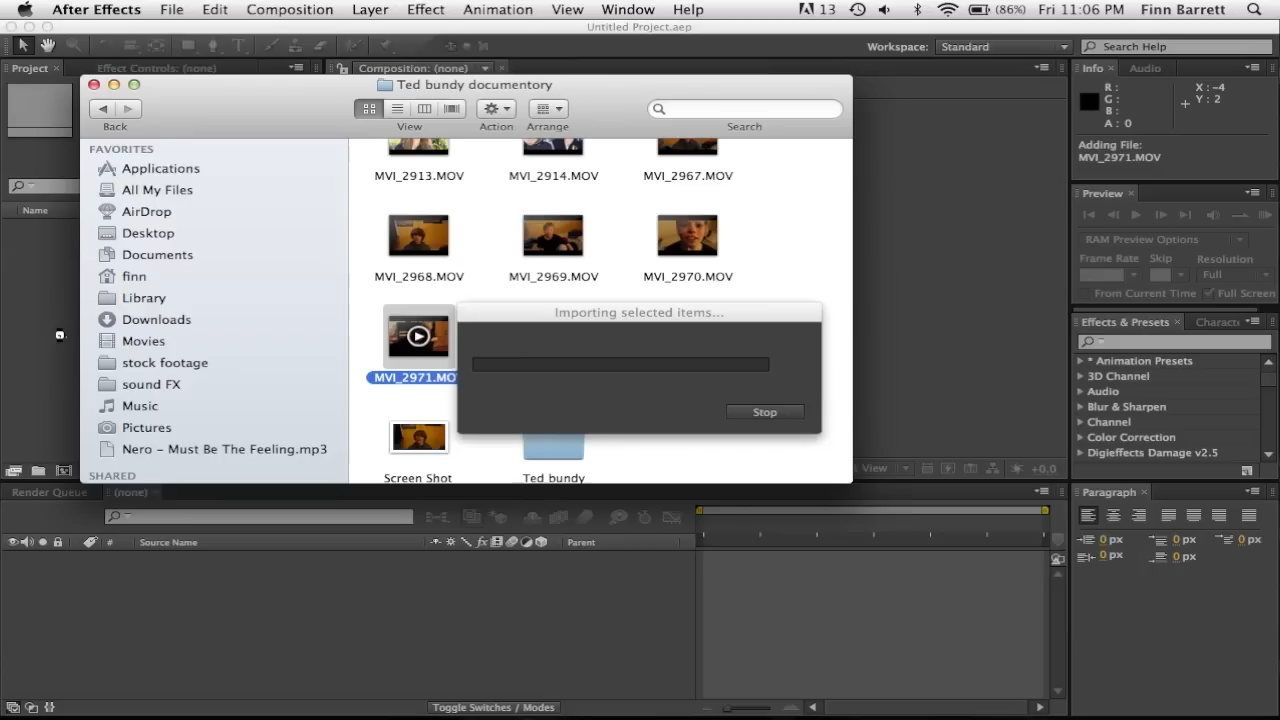 After Effects File Edit Composition Layer Effect Animation View Window Help 13 (86%) Fri 11:06 PM Finn Barrett
Untitled Project.aep
Workspace: Standard Search Help
Project Effect Controls: (none) Composition: (none) Info Audio
Ted bundy documentory
R :
G :
B :
A : 0
X : -4
Y : 2
Back View Action Arrange Search
Adding File:
MVI_2971.MOV
FAVORITES
Applications
All My Files
AirDrop
Desktop
Documents
finn
Library
Downloads
Movies
stock footage
sound FX
Music
Pictures
Nero - Must Be The Feeling.mp3
SHARED
MVI_2913.MOV MVI_2914.MOV MVI_2967.MOV
MVI_2968.MOV MVI_2969.MOV MVI_2970.MOV
MVI_2971.MO
Screen Shot Ted bundy
Importing selected items...
Stop
Name
Preview
RAM Preview Options
Frame Rate Skip Resolution
Full
From Current Time Full Screen
Effects & Presets Charact
* Animation Presets
3D Channel
Audio
Blur & Sharpen
Channel
Color Correction
Digieffects Damage v2.5
View +0.0
Render Queue (none)
Paragraph
# Source Name Parent
0 px 0 px 0 px
0 px 0 px
Toggle Switches / Modes